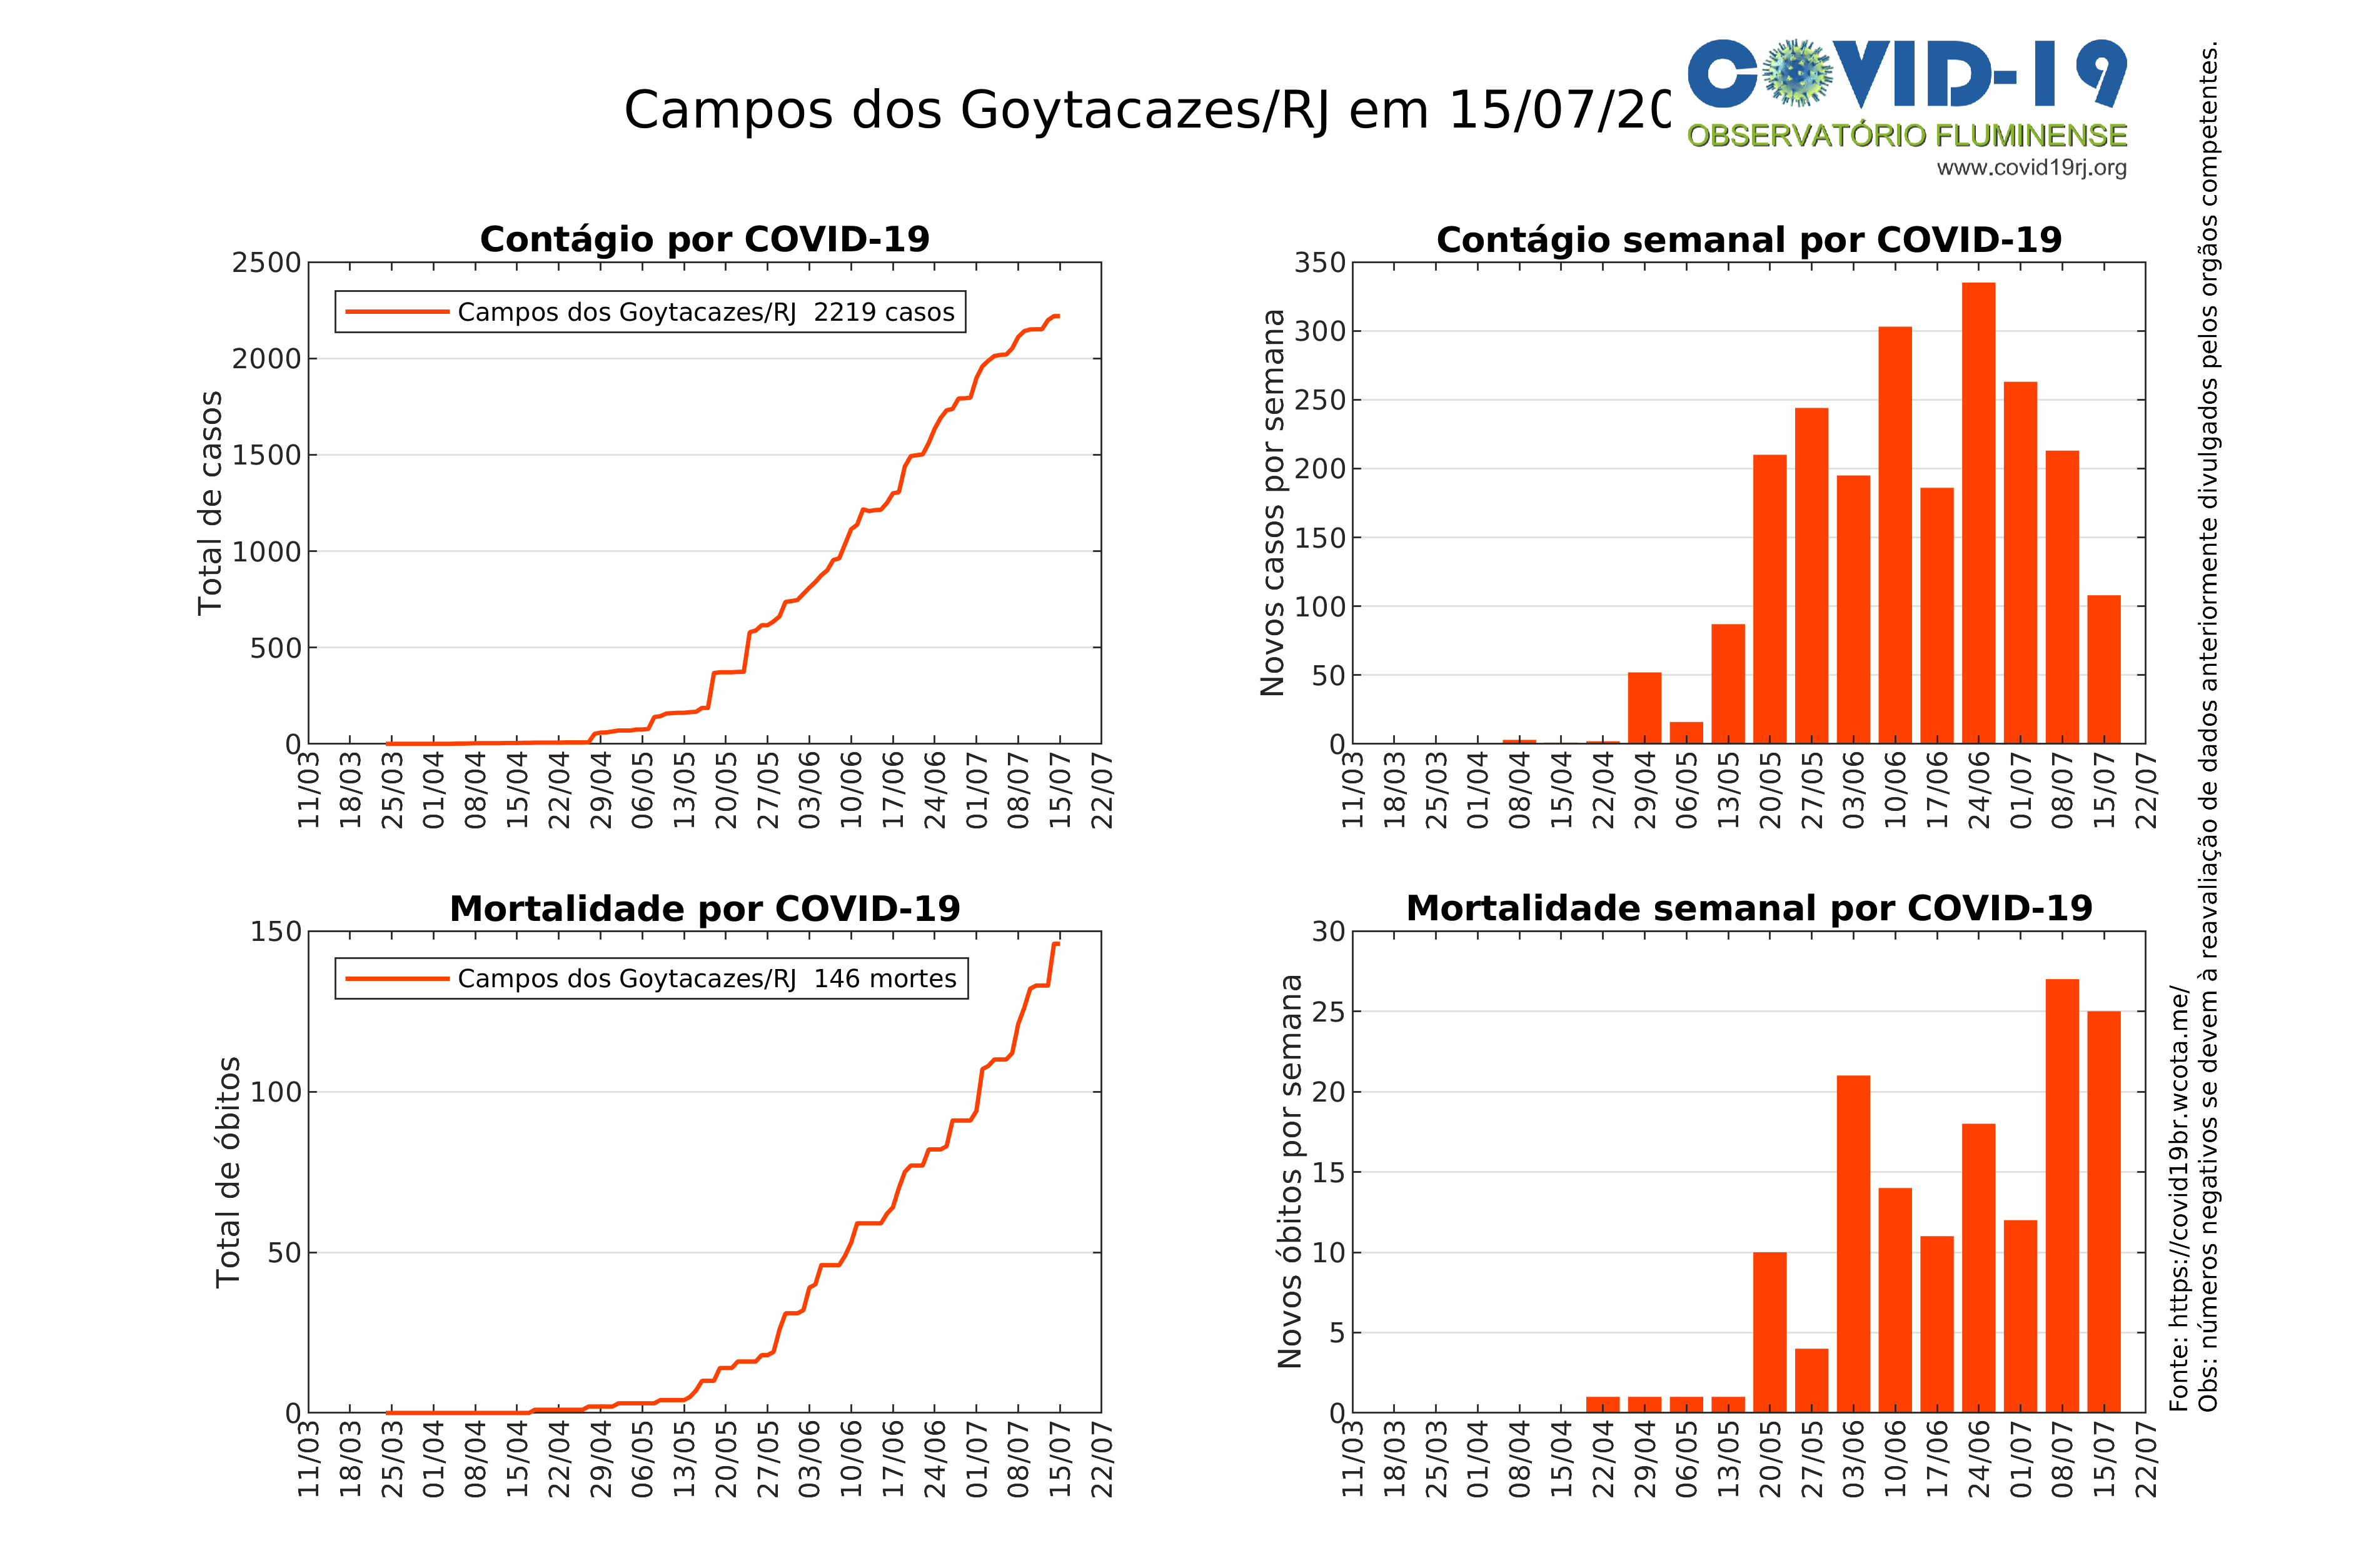 Campos dos Goytacazes/RJ em 15/07/20
COVID-19
OBSERVATÓRIO FLUMINENSE
www.covid19rj.org
Contágio por COVID-19
Total de casos
2500
2000
1500
1000
500
0
Campos dos Goytacazes/RJ 2219 casos
11/03 18/03 25/03 01/04 08/04 15/04 22/04 29/04 06/05 13/05 20/05 27/05 03/06 10/06 17/06 24/06 01/07 08/07 15/07 22/07
Contágio semanal por COVID-19
Novos casos por semana
350
300
250
200
150
100
50
0
11/03 18/03 25/03 01/04 08/04 15/04 22/04 29/04 06/05 13/05 20/05 27/05 03/06 10/06 17/06 24/06 01/07 08/07 15/07 22/07
Mortalidade por COVID-19
Total de óbitos
150
100
50
0
Campos dos Goytacazes/RJ 146 mortes
11/03 18/03 25/03 01/04 08/04 15/04 22/04 29/04 06/05 13/05 20/05 27/05 03/06 10/06 17/06 24/06 01/07 08/07 15/07 22/07
Mortalidade semanal por COVID-19
Novos óbitos por semana
30
25
20
15
10
5
0
11/03 18/03 25/03 01/04 08/04 15/04 22/04 29/04 06/05 13/05 20/05 27/05 03/06 10/06 17/06 24/06 01/07 08/07 15/07 22/07
Fonte: https://covid19br.wcota.me/
Obs: números negativos se devem à reavaliação de dados anteriormente divulgados pelos orgãos competentes.